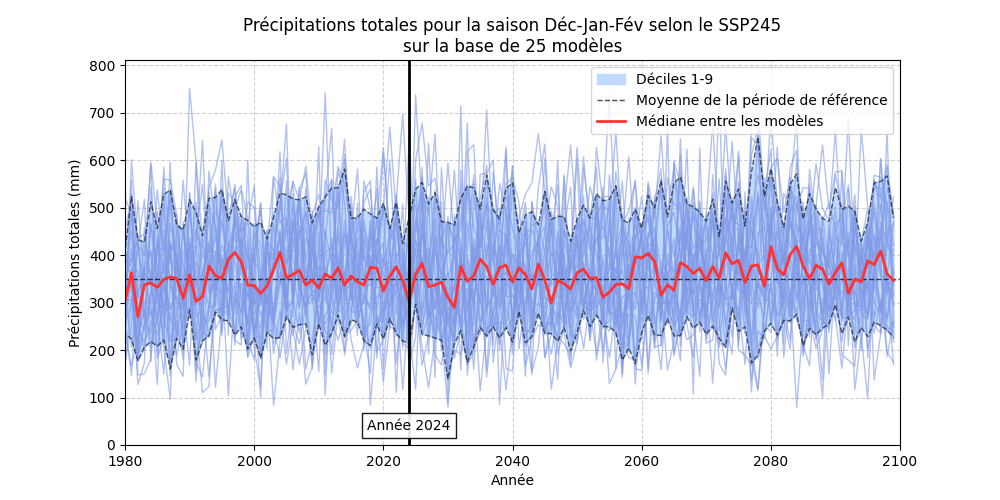 Précipitations totales pour la saison Déc-Jan-Fév selon le SSP245
sur la base de 25 modèles
Précipitations totales (mm)
800
700
600
500
400
300
200
100
0
Déciles 1-9
Moyenne de la période de référence
Médiane entre les modèles
Année 2024
1980
2000
2020
2040
2060
2080
2100
Année